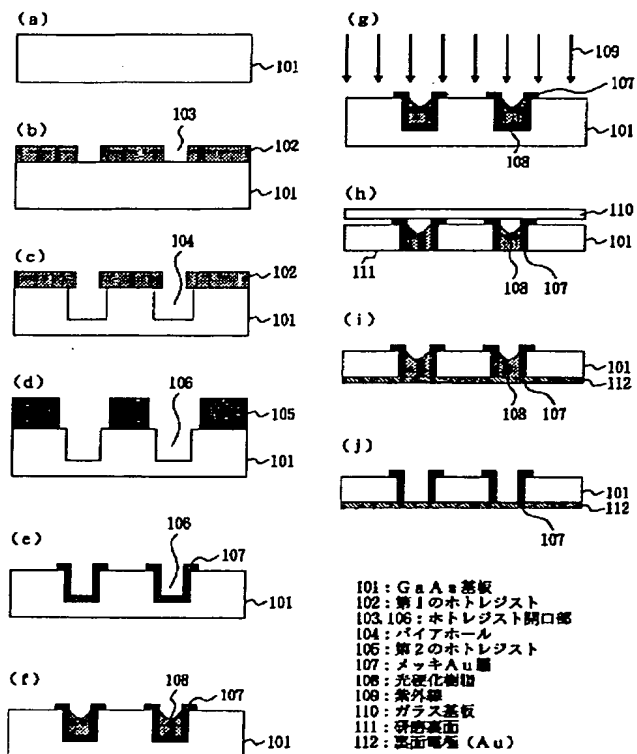 (a)
101
(b)
103
102
101
(c)
104
102
101
(d)
106
105
101
(e)
106
107
101
(f)
108
107
101
(g)
109
107
101
108
(h)
110
101
111
108
107
(i)
101
112
108
107
(j)
101
112
107
101:GaAs基板
102:第1のホトレジスト
103,106:ホトレジスト開口部
104:バイアホール
105:第2のホトレジスト
107:メッキAu層
108:光硬化樹脂
109:紫外線
110:ガラス基板
111:研磨裏面
112:裏面電極(Au)